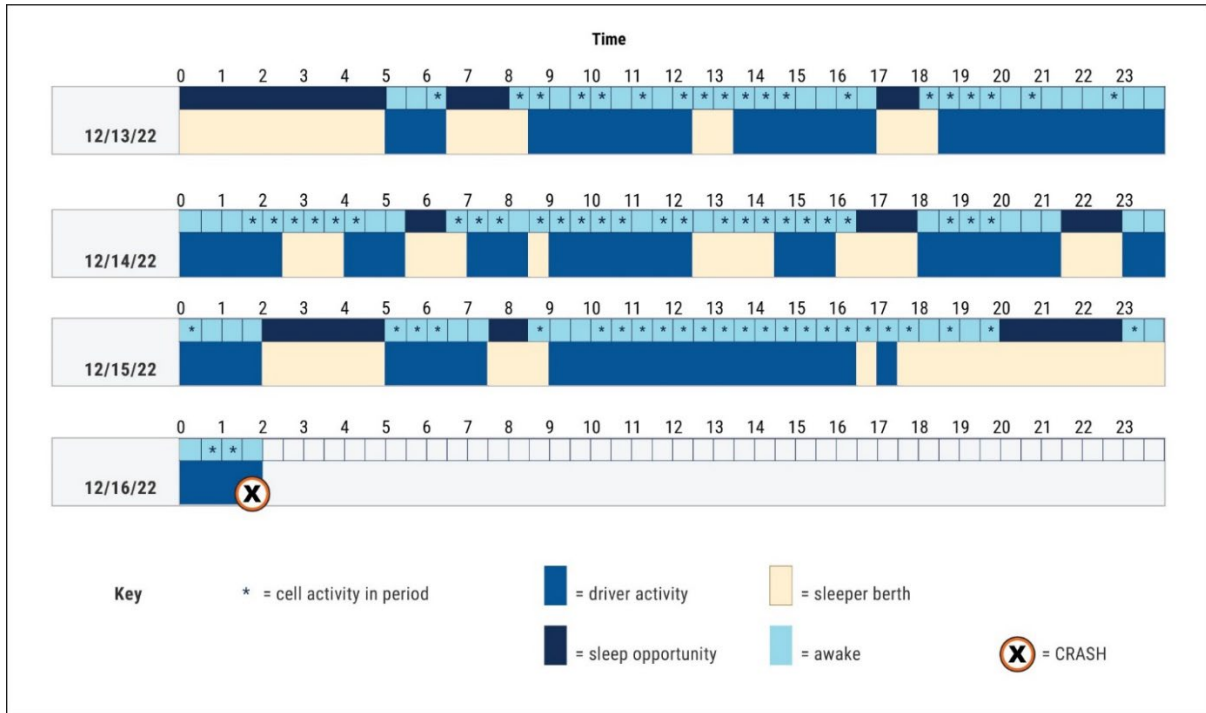 Time
0 1 2 3 4 5 6 7 8 9 10 11 12 13 14 15 16 17 18 19 20 21 22 23
12/13/22
0 1 2 3 4 5 6 7 8 9 10 11 12 13 14 15 16 17 18 19 20 21 22 23
12/14/22
0 1 2 3 4 5 6 7 8 9 10 11 12 13 14 15 16 17 18 19 20 21 22 23
12/15/22
0 1 2 3 4 5 6 7 8 9 10 11 12 13 14 15 16 17 18 19 20 21 22 23
12/16/22 X
Key * = cell activity in period = driver activity = sleeper berth
= sleep opportunity = awake X = CRASH